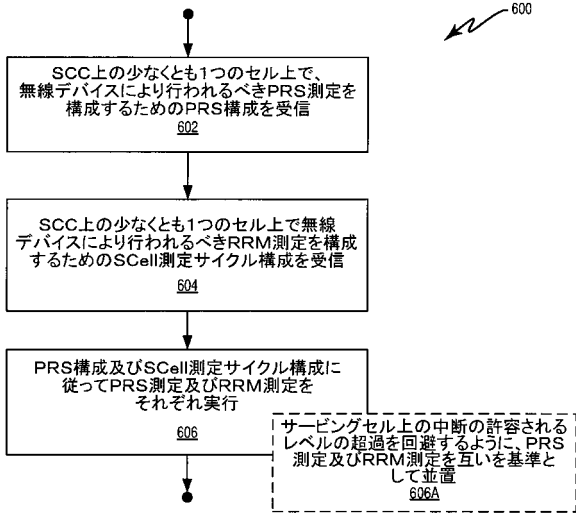 600
SCC上の少なくとも1つのセル上で、
無線デバイスにより行われるべきPRS測定を
構成するためのPRS構成を受信
602
SCC上の少なくとも1つのセル上で無線
デバイスにより行われるべきRRM測定を構成
するためのSCell測定サイクル構成を受信
604
PRS構成及びSCell測定サイクル構成に
従ってPRS測定及びRRM測定を
それぞれ実行
606
サービングセル上の中断の許容される
レベルの超過を回避するように、PRS
測定及びRRM測定を互いを基準と
して並置
606A